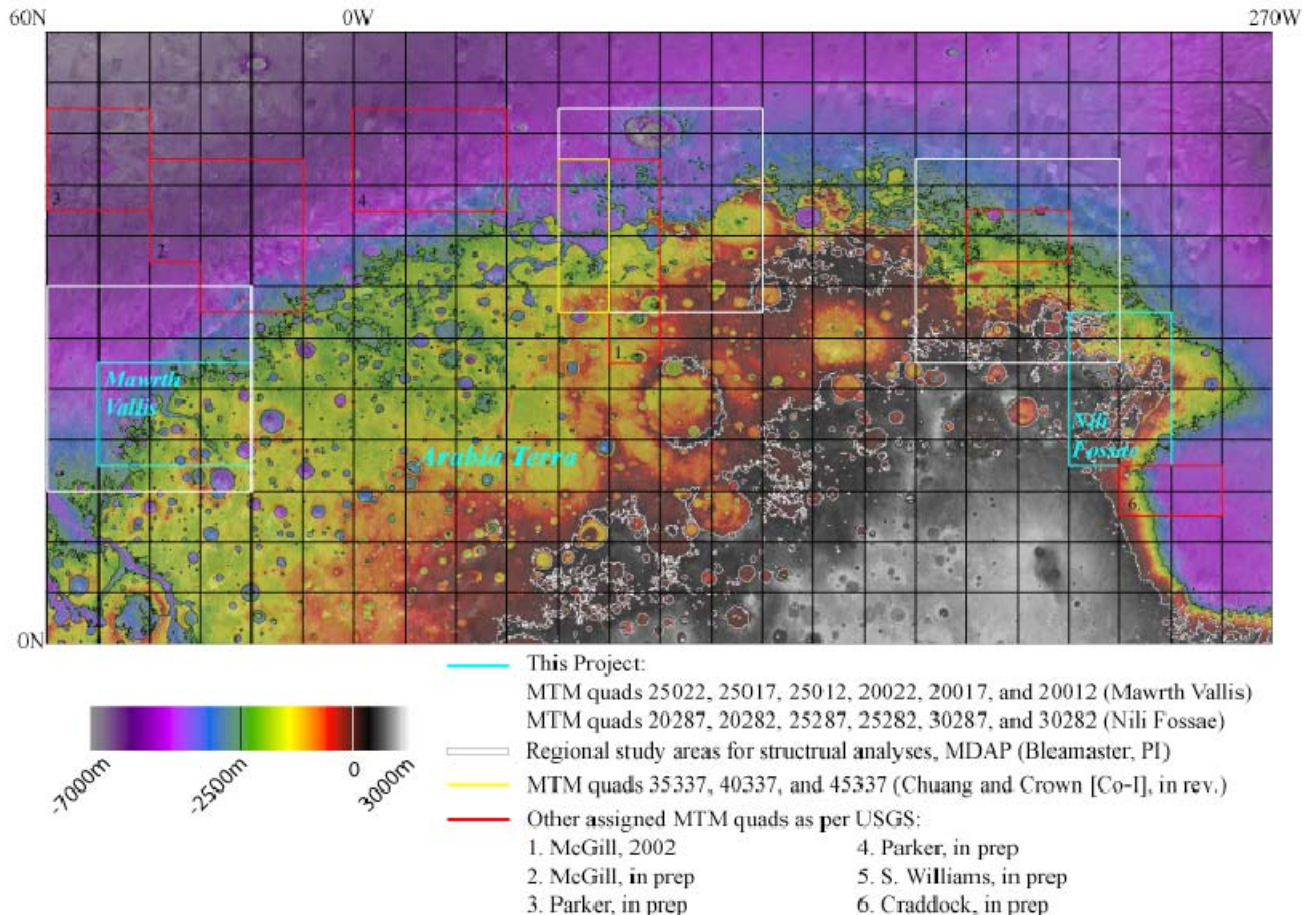 60N 0W 270W
3
4
2
1.
Mawrth
Vallis
Arabia Terra
Nili
Fossae
6.
0N
-7000m -2500m 0 3000m
This Project:
MTM quads 25022, 25017, 25012, 20022, 20017, and 20012 (Mawrth Vallis)
MTM quads 20287, 20282, 25287, 25282, 30287, and 30282 (Nili Fossae)
Regional study areas for structrual analyses, MDAP (Bleamaster, PI)
MTM quads 35337, 40337, and 45337 (Chuang and Crown [Co-I], in rev.)
Other assigned MTM quads as per USGS:
1. McGill, 2002
2. McGill, in prep
3. Parker, in prep
4. Parker, in prep
5. S. Williams, in prep
6. Craddock, in prep